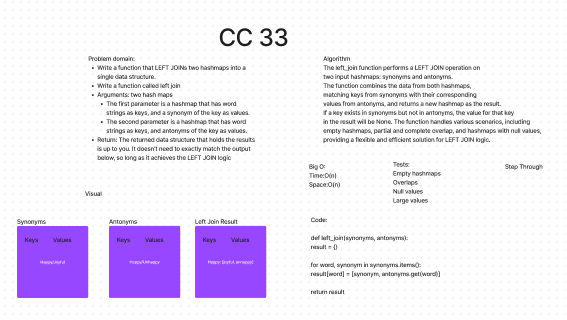 CC 33
Problem domain:
• Write a function that LEFT JOINs two hashmaps into a
single data structure.
• Write a function called left join
• Arguments: two hash maps
• The first parameter is a hashmap that has word
strings as keys, and a synonym of the key as values.
• The second parameter is a hashmap that has word
strings as keys, and antonyms of the key as values.
• Return: The returned data structure that holds the results
is up to you. It doesn't need to exactly match the output
below, so long as it achieves the LEFT JOIN logic
Algorithm
The left_join function performs a LEFT JOIN operation on
two input hashmaps: synonyms and antonyms.
The function combines the data from both hashmaps,
matching keys from synonyms with their corresponding
values from antonyms, and returns a new hashmap as the result.
If a key exists in synonyms but not in antonyms, the value for that key
in the result will be None. The function handles various scenarios, including
empty hashmaps, partial and complete overlap, and hashmaps with null values,
providing a flexible and efficient solution for LEFT JOIN logic.
Big O:
Time:O(n)
Space:O(n)
Tests:
Empty hashmaps
Overlaps
Null values
Large values
Step Through
Visual
Synonyms
Keys Values
Happy/Joyful
Antonyms
Keys Values
Happy/Unhappy
Left Join Result
Keys Values
Happy: [joyful, unhappy]
Code:
def left_join(synonyms, antonyms):
result = {}
for word, synonym in synonyms.items():
result[word] = [synonym, antonyms.get(word)]
return result